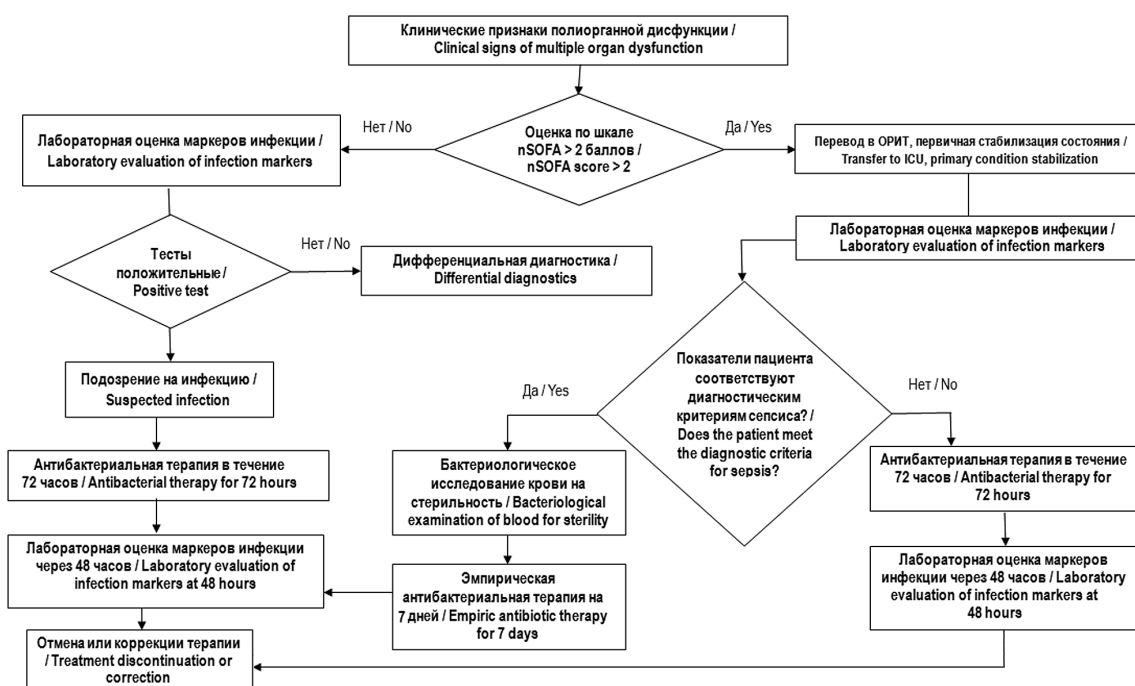 Клинические признаки полиорганной дисфункции /
Clinical signs of multiple organ dysfunction
Оценка по шкале
nSOFA > 2 баллов /
nSOFA score > 2
Нет / No
Да / Yes
Лабораторная оценка маркеров инфекции /
Laboratory evaluation of infection markers
Перевод в ОРИТ, первичная стабилизация состояния /
Transfer to ICU, primary condition stabilization
Лабораторная оценка маркеров инфекции /
Laboratory evaluation of infection markers
Тесты
положительные /
Positive test
Нет / No
Дифференциальная диагностика /
Differential diagnostics
Подозрение на инфекцию /
Suspected infection
Показатели пациента
соответствуют
диагностическим
критериям сепсиса? /
Does the patient meet
the diagnostic criteria
for sepsis?
Да / Yes
Нет / No
Антибактериальная терапия в течение
72 часов / Antibacterial therapy for 72 hours
Бактериологическое
исследование крови на
стерильность / Bacteriological
examination of blood for sterility
Антибактериальная терапия в течение
72 часов / Antibacterial therapy for
72 hours
Лабораторная оценка маркеров инфекции
через 48 часов / Laboratory evaluation of
infection markers at 48 hours
Эмпирическая
антибактериальная терапия на
7 дней / Empiric antibiotic therapy
for 7 days
Лабораторная оценка маркеров
инфекции через 48 часов / Laboratory
evaluation of infection markers at
48 hours
Отмена или коррекции терапии
/ Treatment discontinuation or
correction